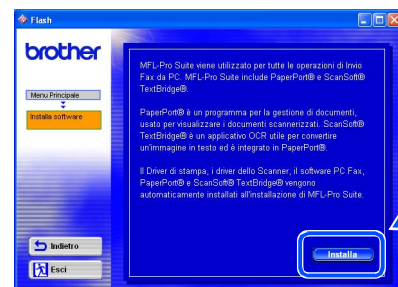 Flash
brother
Menu Principale
Installa software
MFL-Pro Suite viene utilizzato per tutte le operazioni di Invio
Fax da PC. MFL-Pro Suite include PaperPort® e ScanSoft®
TextBridge®.
PaperPort® è un programma per la gestione di documenti,
usato per visualizzare i documenti scannerizzati. ScanSoft®
TextBridge® è un applicativo OCR utile per convertire
un'immagine in testo ed é integrato in PaperPort®.
Il Driver di stampa, i driver dello Scanner, il software PC Fax,
PaperPort® e ScanSoft® TextBridge® vengono
automaticamente installati all'installazione di MFL-Pro Suite.
4
Indietro
Installa
Esci